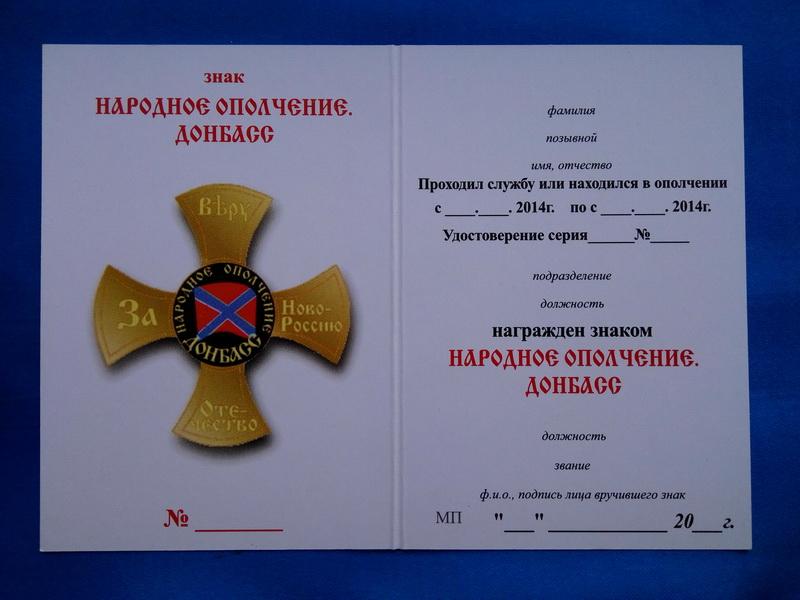 знак
НАРОДНОЕ ОПОЛЧЕНИЕ.
ДОНБАСС
Вѣру
За
НАРОДНОЕ ОПОЛЧЕНИЕ
ДОНБАСС
Ново-
Россию
Оте-
чество
№ ________
фамилия
позывной
имя, отчество
Проходил службу или находился в ополчении
с ____.____. 2014г. по с ____.____. 2014г.
Удостоверение серия______№_____
подразделение
должность
награжден знаком
НАРОДНОЕ ОПОЛЧЕНИЕ.
ДОНБАСС
должность
звание
ф.и.о., подпись лица вручившего знак
МП "___" ____________ 20___г.